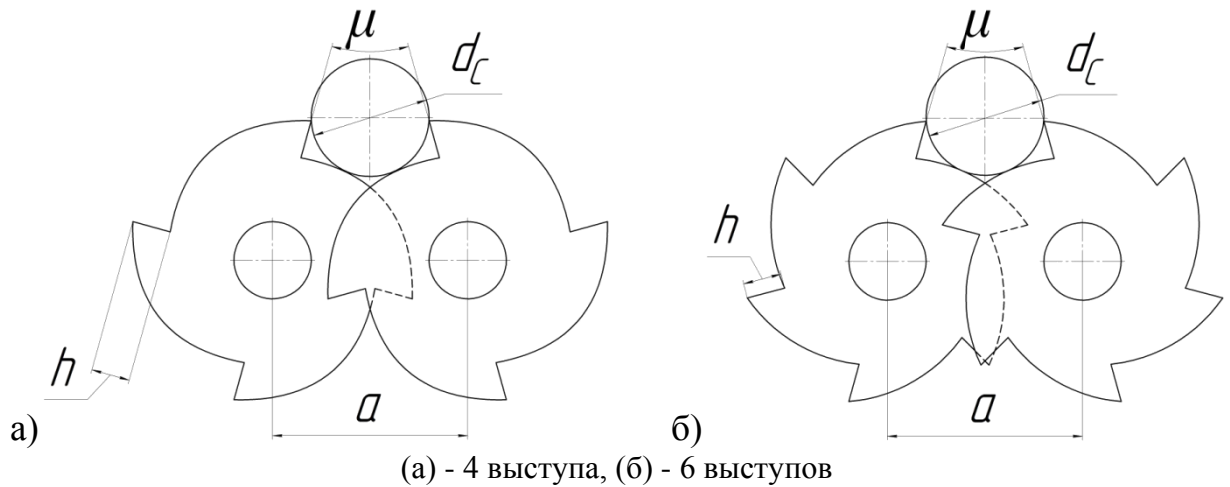 μ μ
d_c d_c
h
h
a a
а) б)
(а) - 4 выступа, (б) - 6 выступов